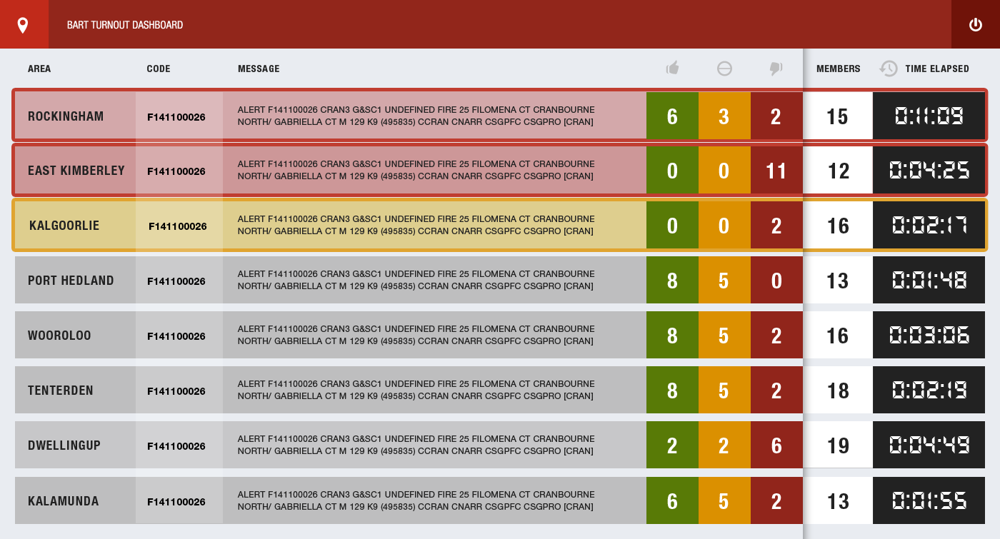 BART TURNOUT DASHBOARD
AREA CODE MESSAGE MEMBERS TIME ELAPSED
ROCKINGHAM F141100026 ALERT F141100026 CRAN3 G&SC1 UNDEFINED FIRE 25 FILOMENA CT CRANBOURNE
NORTH/ GABRIELLA CT M 129 K9 (495835) CCRAN CNARR CSGPFC CSGPRO [CRAN] 6 3 2 15 0:11:09
EAST KIMBERLEY F141100026 ALERT F141100026 CRAN3 G&SC1 UNDEFINED FIRE 25 FILOMENA CT CRANBOURNE
NORTH/ GABRIELLA CT M 129 K9 (495835) CCRAN CNARR CSGPFC CSGPRO [CRAN] 0 0 11 12 0:04:25
KALGOORLIE F141100026 ALERT F141100026 CRAN3 G&SC1 UNDEFINED FIRE 25 FILOMENA CT CRANBOURNE
NORTH/ GABRIELLA CT M 129 K9 (495835) CCRAN CNARR CSGPFC CSGPRO [CRAN] 0 0 2 16 0:02:17
PORT HEDLAND F141100026 ALERT F141100026 CRAN3 G&SC1 UNDEFINED FIRE 25 FILOMENA CT CRANBOURNE
NORTH/ GABRIELLA CT M 129 K9 (495835) CCRAN CNARR CSGPFC CSGPRO [CRAN] 8 5 0 13 0:01:48
WOOROLOO F141100026 ALERT F141100026 CRAN3 G&SC1 UNDEFINED FIRE 25 FILOMENA CT CRANBOURNE
NORTH/ GABRIELLA CT M 129 K9 (495835) CCRAN CNARR CSGPFC CSGPRO [CRAN] 8 5 2 16 0:03:06
TENTERDEN F141100026 ALERT F141100026 CRAN3 G&SC1 UNDEFINED FIRE 25 FILOMENA CT CRANBOURNE
NORTH/ GABRIELLA CT M 129 K9 (495835) CCRAN CNARR CSGPFC CSGPRO [CRAN] 8 5 2 18 0:02:19
DWELLINGUP F141100026 ALERT F141100026 CRAN3 G&SC1 UNDEFINED FIRE 25 FILOMENA CT CRANBOURNE
NORTH/ GABRIELLA CT M 129 K9 (495835) CCRAN CNARR CSGPFC CSGPRO [CRAN] 2 2 6 19 0:04:49
KALAMUNDA F141100026 ALERT F141100026 CRAN3 G&SC1 UNDEFINED FIRE 25 FILOMENA CT CRANBOURNE
NORTH/ GABRIELLA CT M 129 K9 (495835) CCRAN CNARR CSGPFC CSGPRO [CRAN] 6 5 2 13 0:01:55